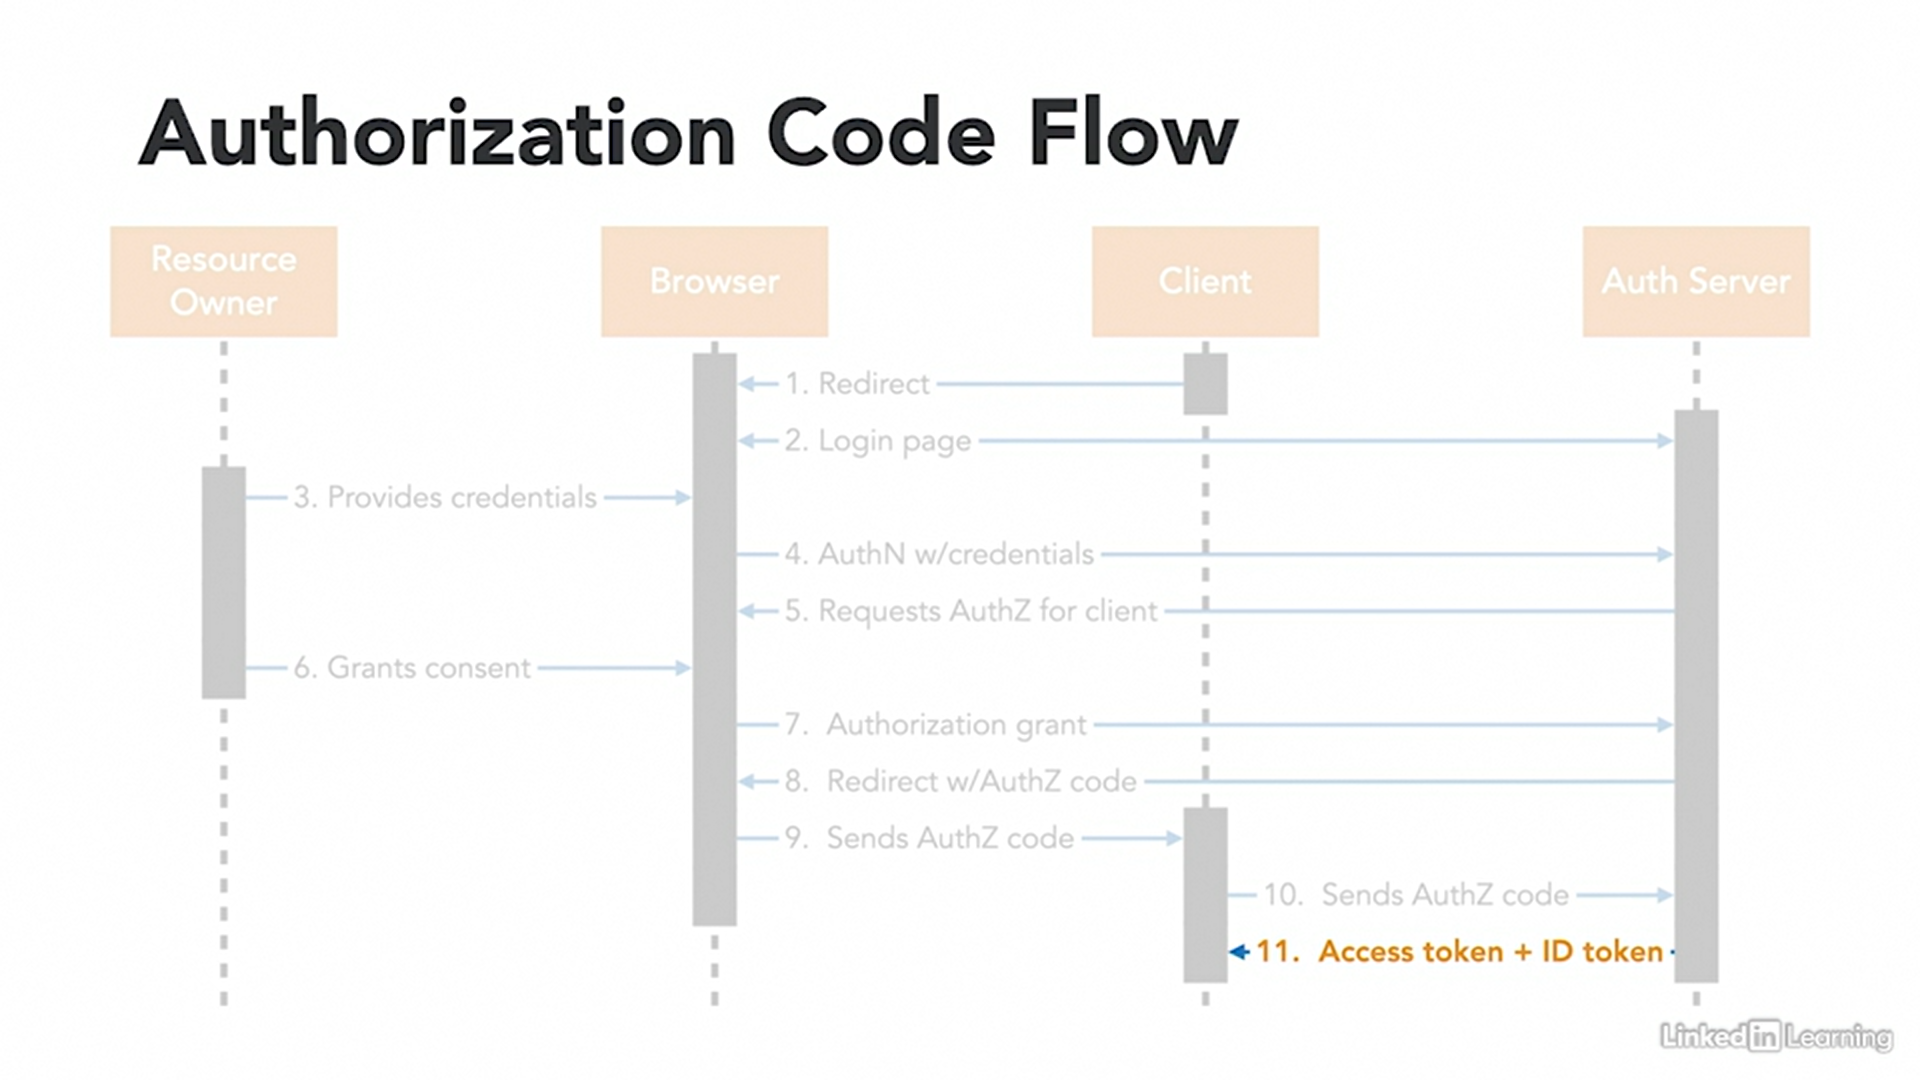 Authorization Code Flow
Resource
Owner
Browser
Client
Auth Server
1. Redirect
2. Login page
3. Provides credentials
4. AuthN w/credentials
5. Requests AuthZ for client
6. Grants consent
7. Authorization grant
8. Redirect w/AuthZ code
9. Sends AuthZ code
10. Sends AuthZ code
11. Access token + ID token
Linked in Learning